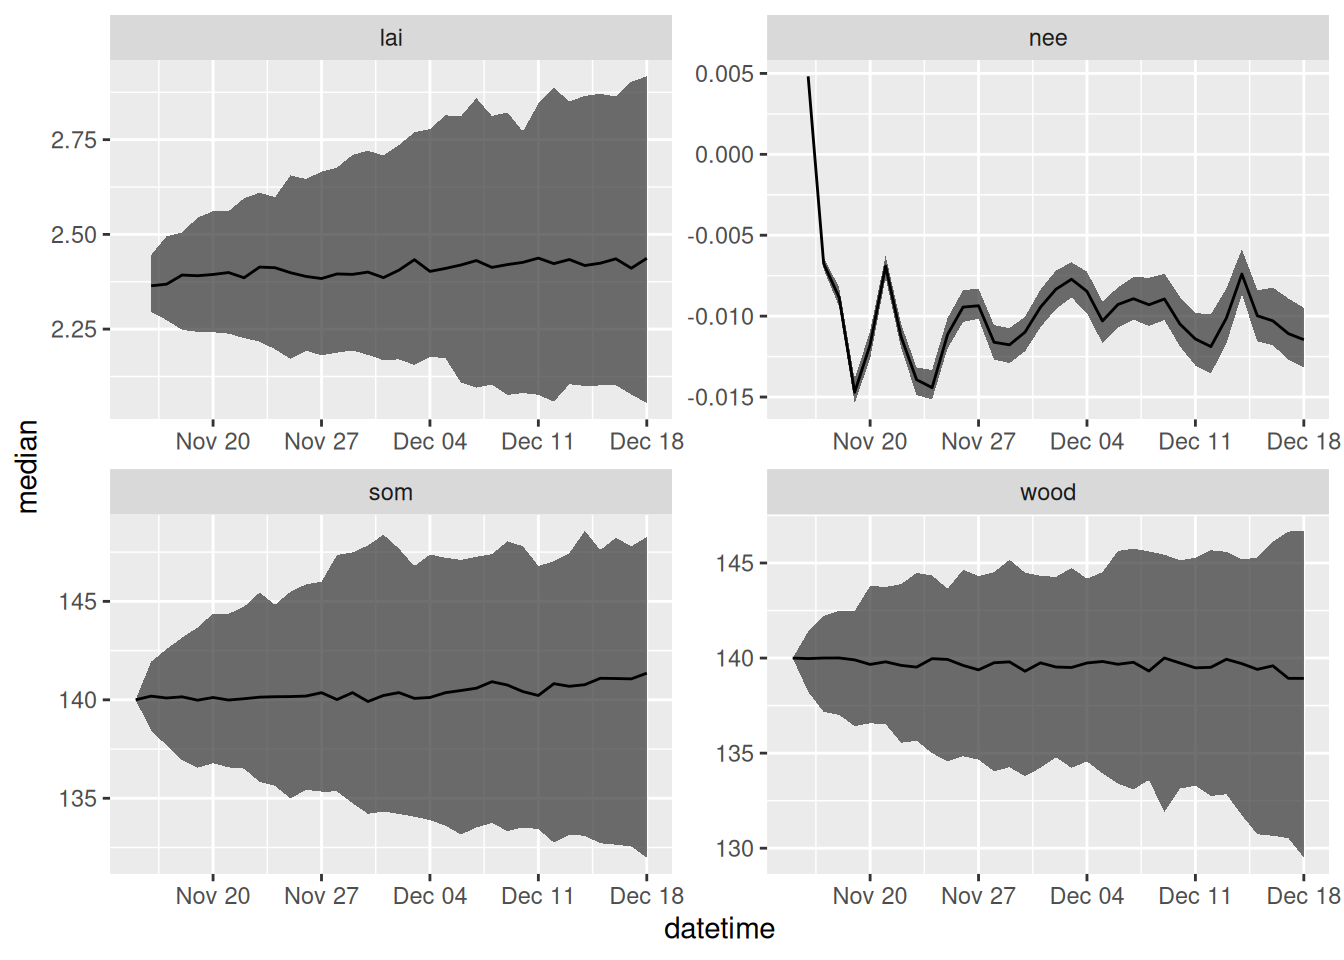 lai
nee
2.75
2.50
2.25
0.005
0.000
-0.005
-0.010
-0.015
Nov 20 Nov 27 Dec 04 Dec 11 Dec 18
Nov 20 Nov 27 Dec 04 Dec 11 Dec 18
median
som
wood
145
140
135
145
140
135
130
Nov 20 Nov 27 Dec 04 Dec 11 Dec 18
Nov 20 Nov 27 Dec 04 Dec 11 Dec 18
datetime